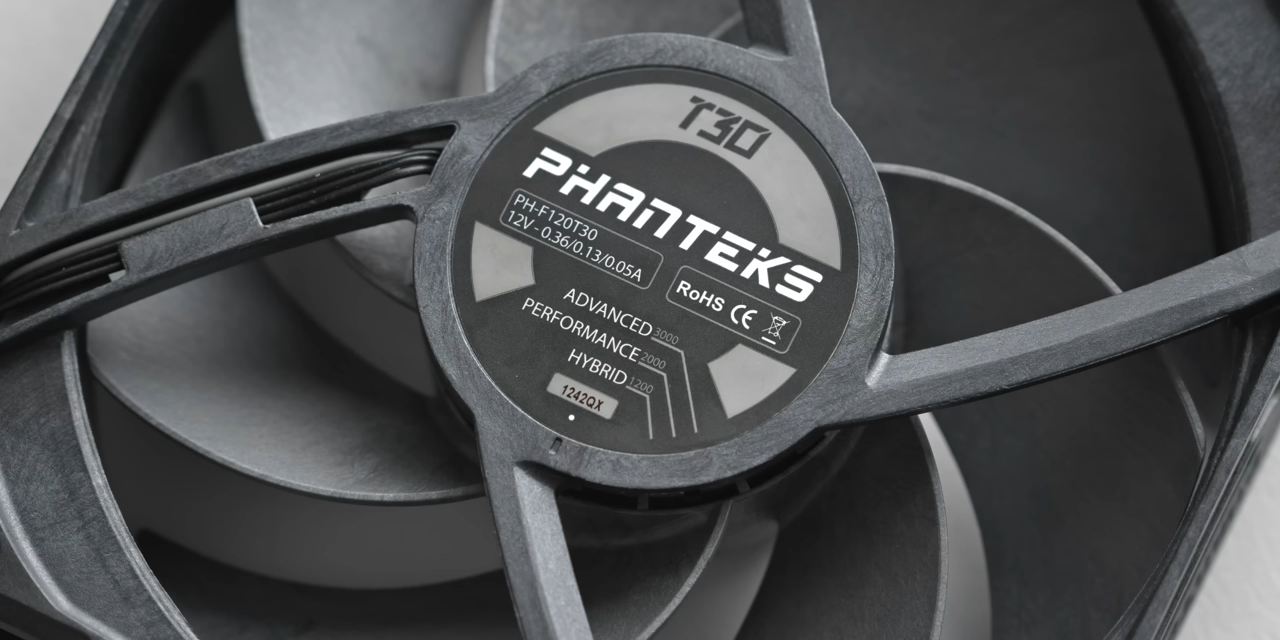 T30
PHANTEKS
PH-F120T30
12V - 0.36/0.13/0.05A
RoHS CE
ADVANCED 3000
PERFORMANCE 2000
HYBRID 1200
1242QX